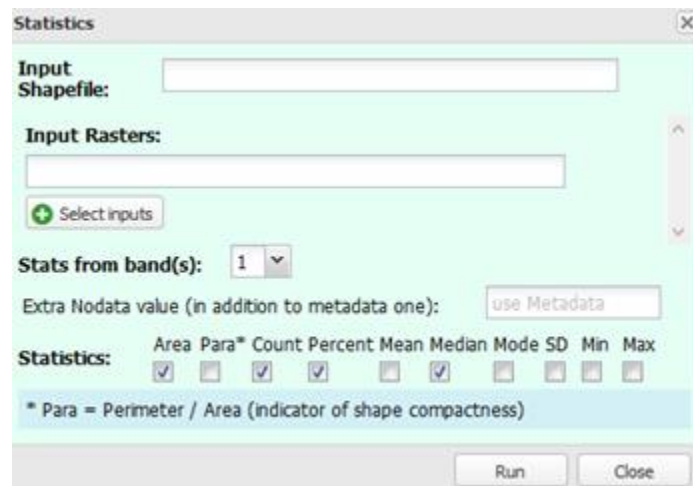 Statistics
Input
Shapefile:
Input Rasters:
Select inputs
Stats from band(s): 1
Extra Nodata value (in addition to metadata one): use Metadata
Area Para* Count Percent Mean Median Mode SD Min Max
Statistics:
* Para = Perimeter / Area (indicator of shape compactness)
Run Close